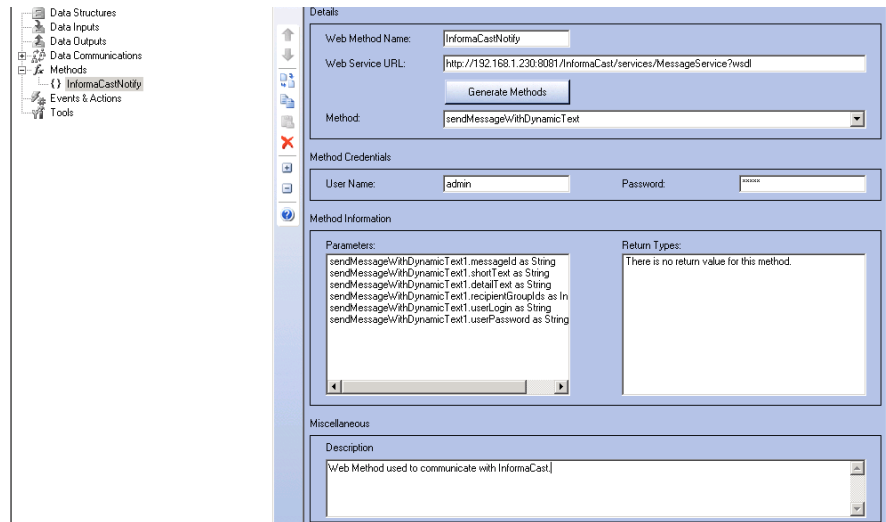 Data Structures
Data Inputs
Data Outputs
Data Communications
Methods
{} InformaCastNotify
Events & Actions
Tools
Details
Web Method Name: InformaCastNotify
Web Service URL: http://192.168.1.230:8081/InformaCast/services/MessageService?wsdl
Generate Methods
Method: sendMessageWithDynamicText
Method Credentials
User Name: admin Password: *****
Method Information
Parameters:
sendMessageWithDynamicText1.messageId as String
sendMessageWithDynamicText1.shortText as String
sendMessageWithDynamicText1.detailText as String
sendMessageWithDynamicText1.recipientGroupIds as In
sendMessageWithDynamicText1.userLogin as String
sendMessageWithDynamicText1.userPassword as String
Return Types:
There is no return value for this method.
Miscellaneous
Description
Web Method used to communicate with InformaCast.